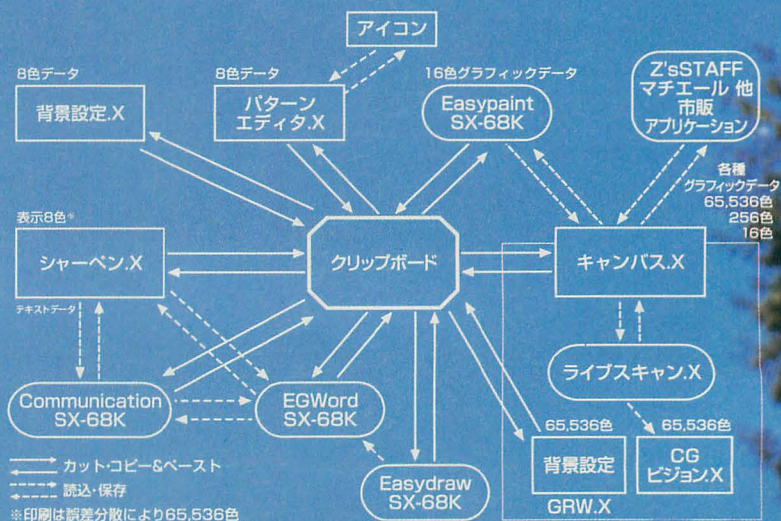 アイコン
8色データ
背景設定.X
8色データ
パターン
エディタ.X
16色グラフィックデータ
Easypaint
SX-68K
Z'sSTAFF
マチエール 他
市販
アプリケーション
各種
グラフィックデータ
65,536色
256色
16色
表示8色※
シャーペン.X
クリップボード
キャンバス.X
テキストデータ
Communication
SX-68K
EGWord
SX-68K
ライブスキャン.X
65,536色
背景設定
GRW.X
65,536色
CG
ビジョン.X
Easydraw
SX-68K
カット・コピー&ペースト
読込・保存
※印刷は誤差分散により65,536色